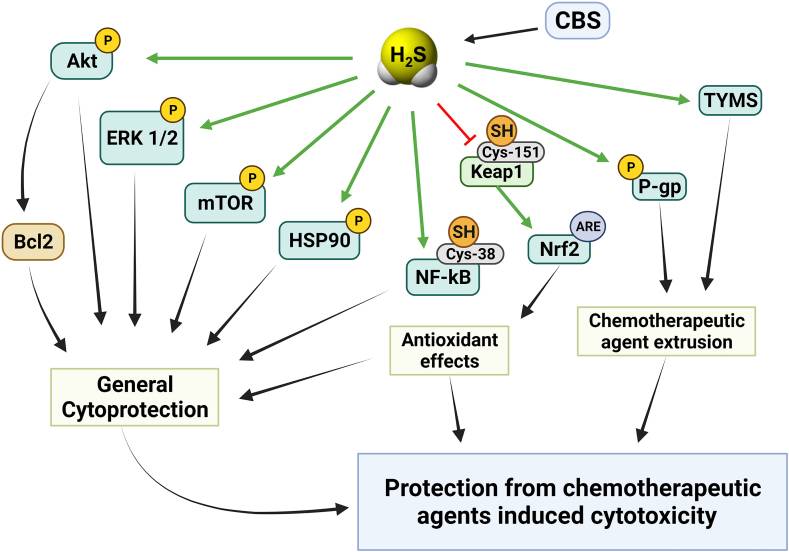 CBS
H₂S
P
Akt
TYMS
P
ERK 1/2
SH
Cys-151
Keap1
P
P-gp
P
mTOR
P
HSP90
SH
Cys-38
NF-kB
ARE
Nrf2
Bcl2
Chemotherapeutic
agent extrusion
Antioxidant
effects
General
Cytoprotection
Protection from chemotherapeutic
agents induced cytotoxicity